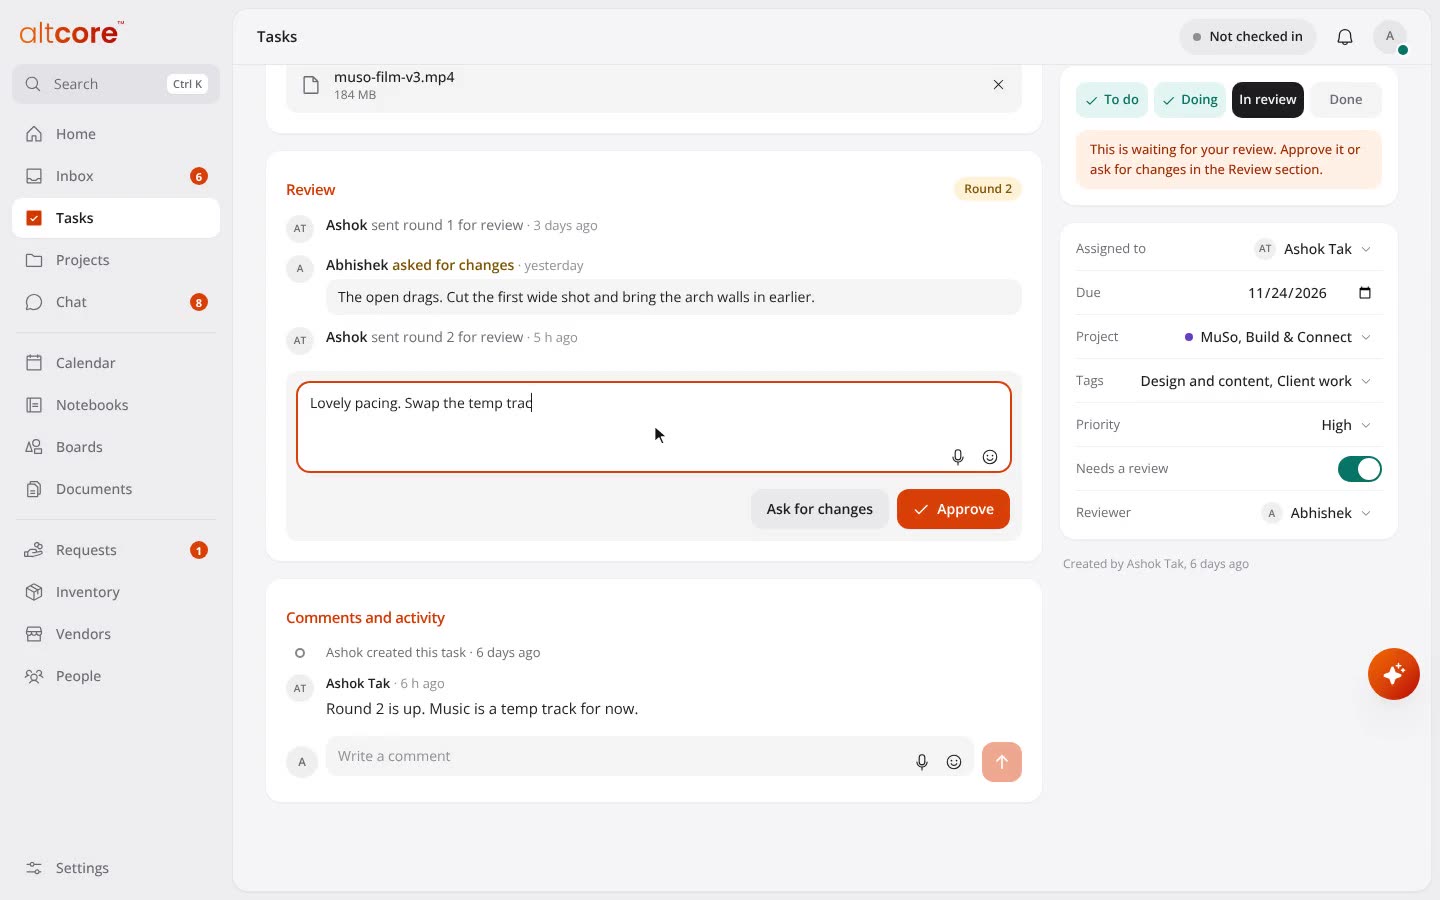 altcore™
Search
Ctrl K
Home
Inbox
6
Tasks
Projects
Chat
8
Calendar
Notebooks
Boards
Documents
Requests
1
Inventory
Vendors
People
Settings
Tasks
Not checked in
A
muso-film-v3.mp4
184 MB
Review
Round 2
AT
Ashok sent round 1 for review · 3 days ago
A
Abhishek asked for changes · yesterday
The open drags. Cut the first wide shot and bring the arch walls in earlier.
AT
Ashok sent round 2 for review · 5 h ago
Lovely pacing. Swap the temp trac
Ask for changes
Approve
Comments and activity
Ashok created this task · 6 days ago
AT
Ashok Tak · 6 h ago
Round 2 is up. Music is a temp track for now.
A
Write a comment
To do
Doing
In review
Done
This is waiting for your review. Approve it or
ask for changes in the Review section.
Assigned to
AT
Ashok Tak
Due
11/24/2026
Project
MuSo, Build & Connect
Tags
Design and content, Client work
Priority
High
Needs a review
Reviewer
A
Abhishek
Created by Ashok Tak, 6 days ago